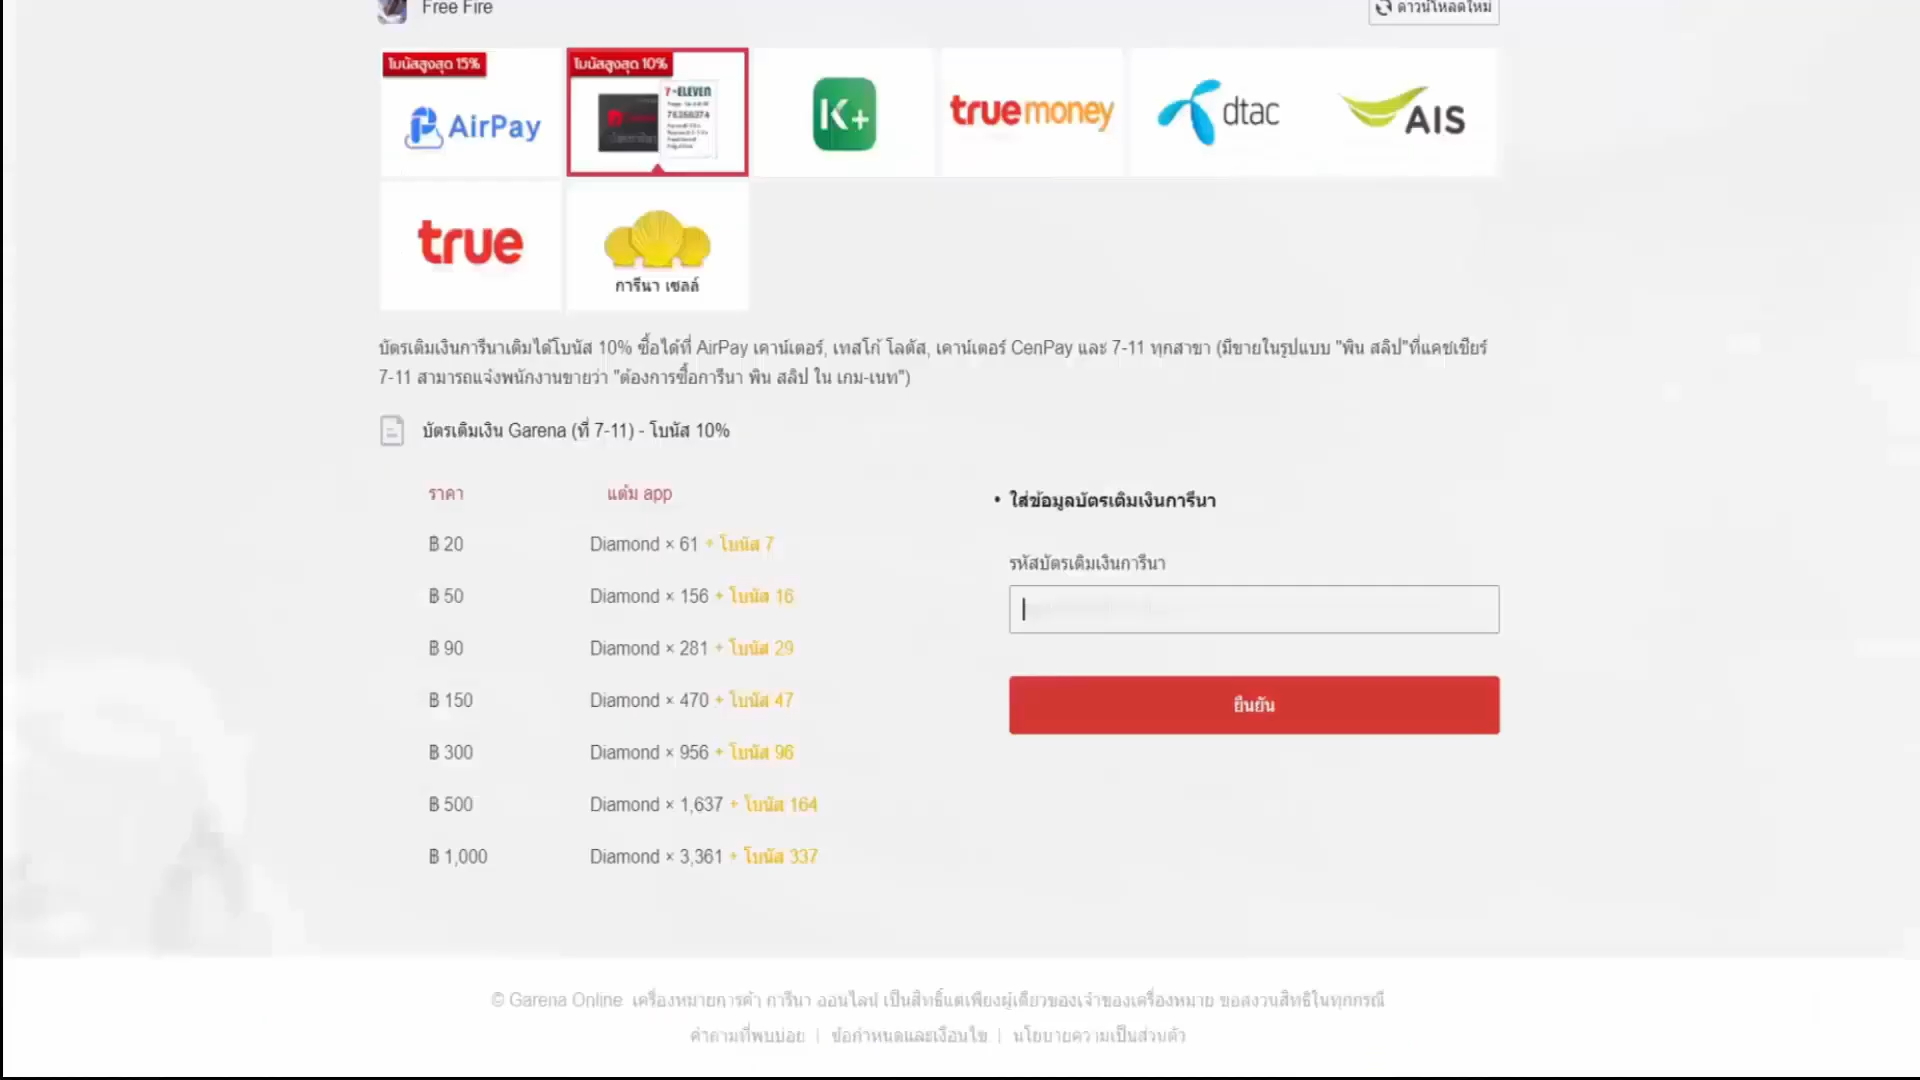 Free Fire
ดาวน์โหลดใหม่
โบนัสสูงสุด 15%
AirPay
โบนัสสูงสุด 10%
7-ELEVEN
K+
truemoney
dtac
AIS
true
การีนา เชลล์
บัตรเติมเงินการีนาเติมได้โบนัส 10% ซื้อได้ที่ AirPay เคาน์เตอร์, เทสโก้ โลตัส, เคาน์เตอร์ CenPay และ 7-11 ทุกสาขา (มีขายในรูปแบบ "พิน สลิป"ที่แคชเชียร์
7-11 สามารถแจ้งพนักงานขายว่า "ต้องการซื้อการีนา พิน สลิป ใน เกม-เนท")
บัตรเติมเงิน Garena (ที่ 7-11) - โบนัส 10%
ราคา แต้ม app
฿ 20 Diamond × 61 + โบนัส 7
฿ 50 Diamond × 156 + โบนัส 16
฿ 90 Diamond × 281 + โบนัส 29
฿ 150 Diamond × 470 + โบนัส 47
฿ 300 Diamond × 956 + โบนัส 96
฿ 500 Diamond × 1,637 + โบนัส 164
฿ 1,000 Diamond × 3,361 + โบนัส 337
• ใส่ข้อมูลบัตรเติมเงินการีนา
รหัสบัตรเติมเงินการีนา
ยืนยัน
© Garena Online เครื่องหมายการค้า การีนา ออนไลน์ เป็นสิทธิ์แต่เพียงผู้เดียวของเจ้าของเครื่องหมาย ขอสงวนสิทธิในทุกกรณี
คำถามที่พบบ่อย | ข้อกำหนดและเงื่อนไข | นโยบายความเป็นส่วนตัว